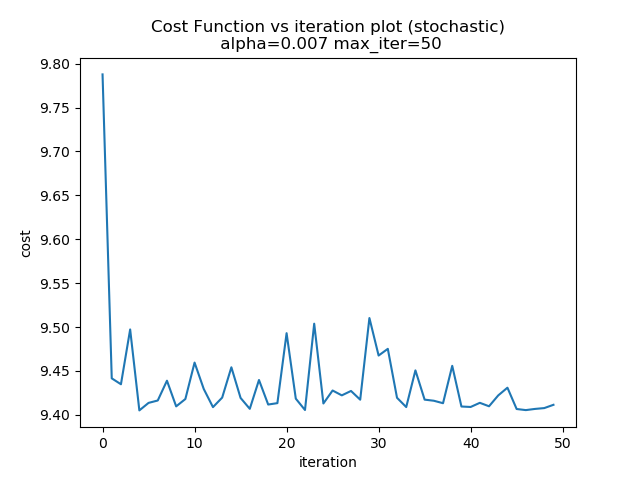 Cost Function vs iteration plot (stochastic)
alpha=0.007 max_iter=50
9.80
9.75
9.70
9.65
9.60
9.55
9.50
9.45
9.40
cost
0 10 20 30 40 50
iteration